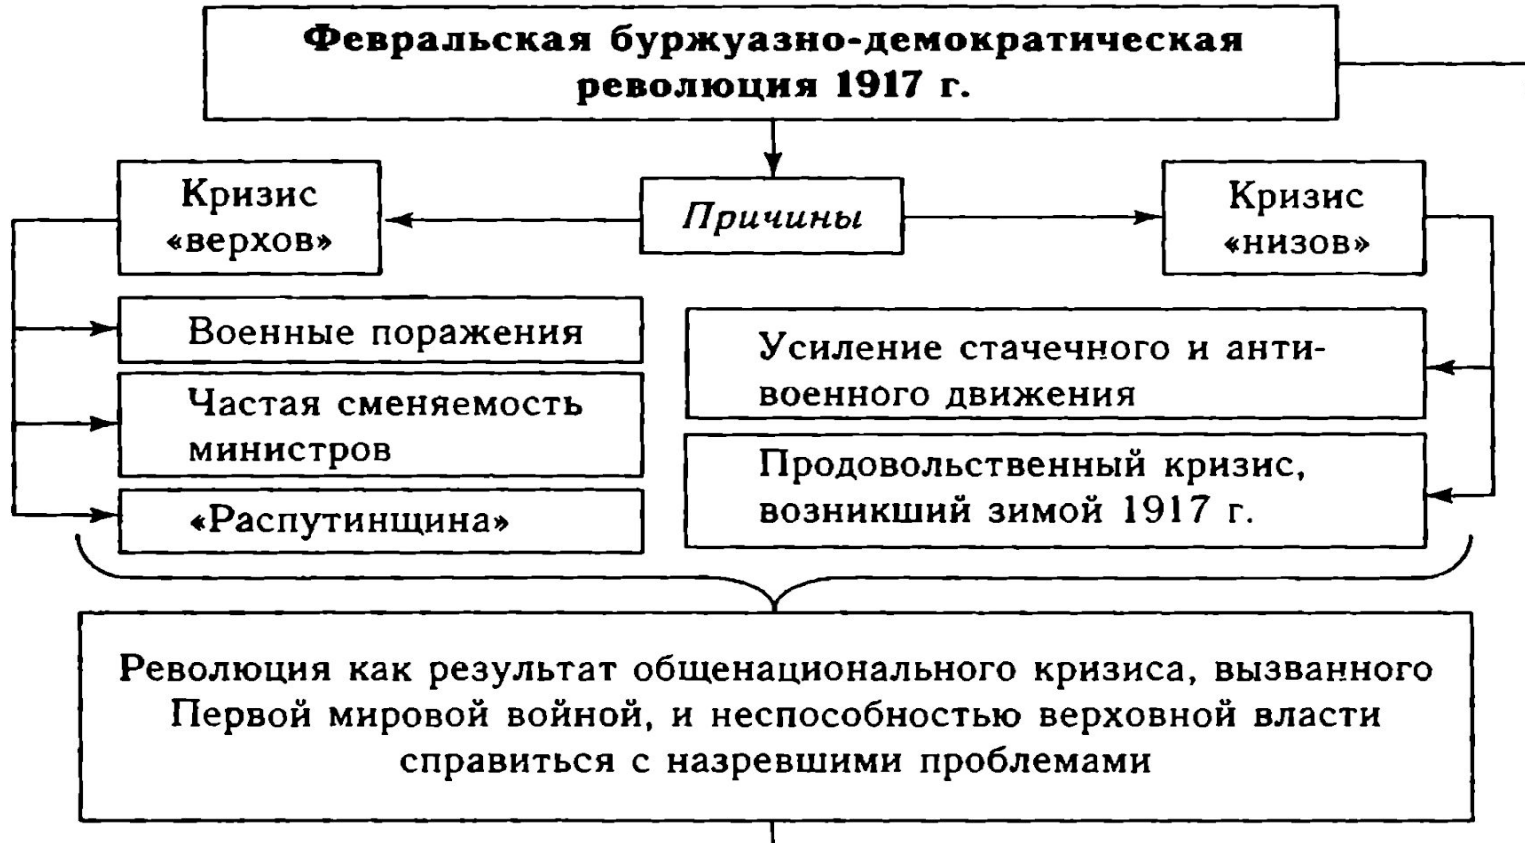 Февральская буржуазно-демократическая
революция 1917 г.
Причины
Кризис
«верхов»
Кризис
«низов»
Военные поражения
Частая сменяемость
министров
«Распутинщина»
Усиление стачечного и анти-
военного движения
Продовольственный кризис,
возникший зимой 1917 г.
Революция как результат общенационального кризиса, вызванного
Первой мировой войной, и неспособностью верховной власти
справиться с назревшими проблемами